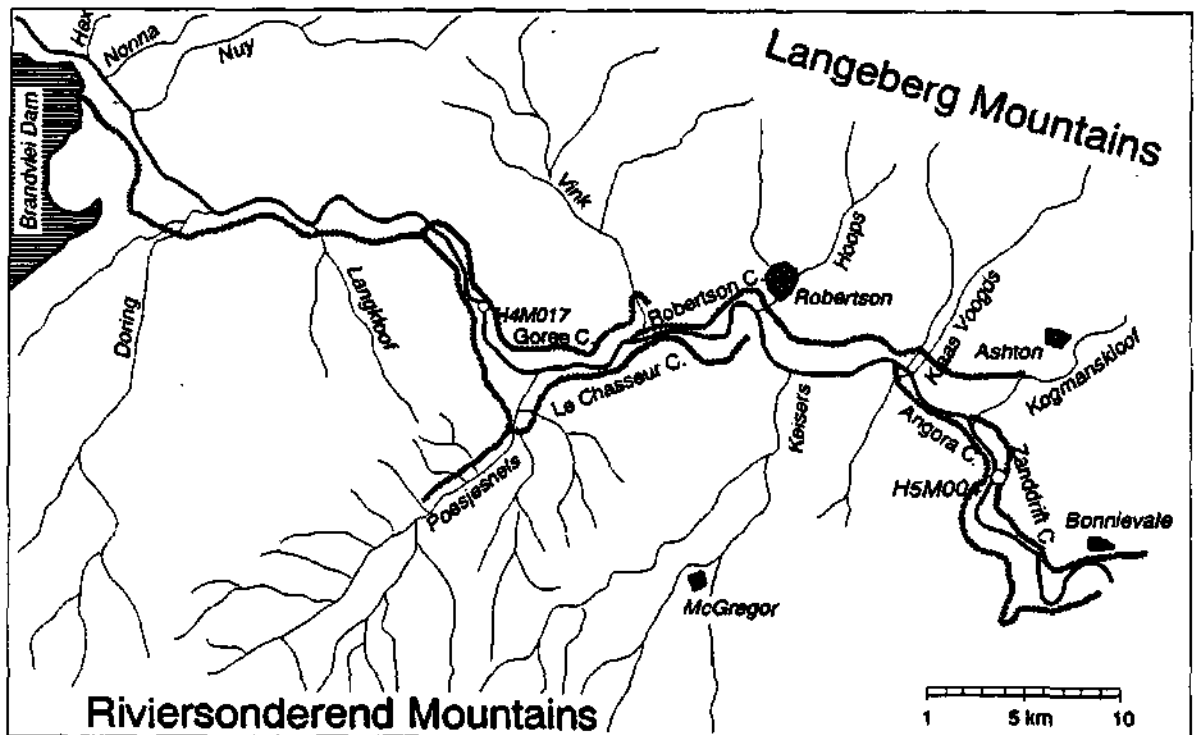 Hex
Nonna
Nuy
Langeberg Mountains
Brandvlei Dam
Vink
Hoops
Robertson C.
Robertson
H4M017
Goree C.
Klaas Voogds
Ashton
Kogmanskloof
Doring
Langkloof
Le Chasseur C.
Keisers
Angora C.
Poesjesnels
H5M004
Zanddrift C.
Bonnievale
McGregor
Riviersonderend Mountains
1 5 km 10